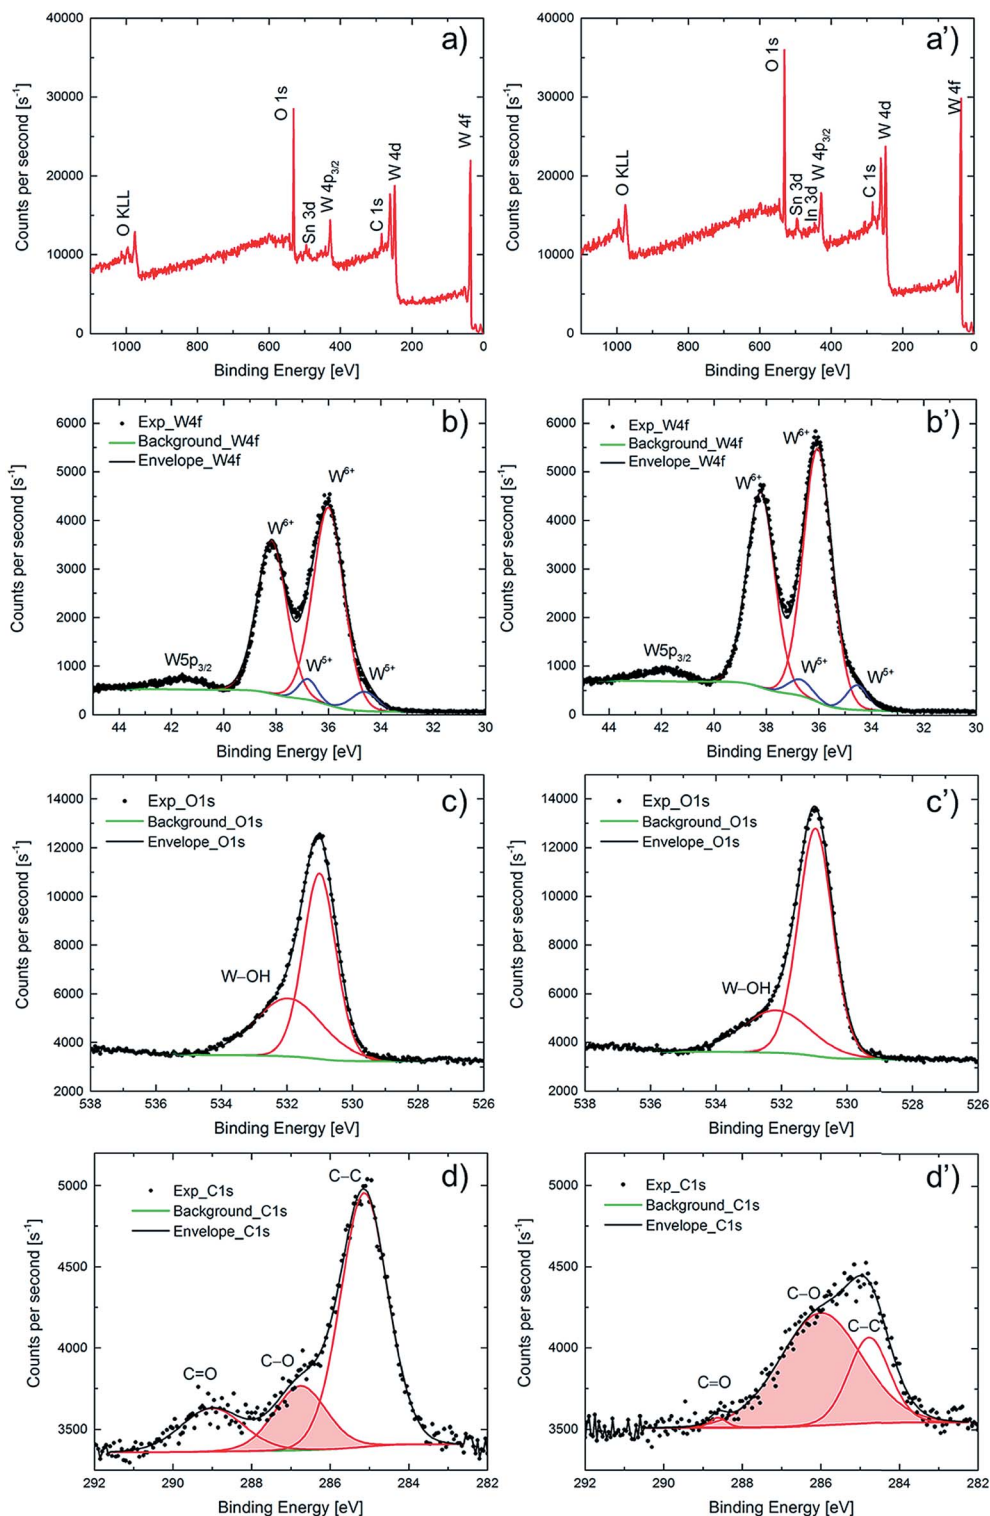 a)
Counts per second [s⁻¹]
40000
30000
20000
10000
0
O KLL
O 1s
Sn 3d
W 4p₃/₂
C 1s
W 4d
W 4f
1000 800 600 400 200 0
Binding Energy [eV]
a')
Counts per second [s⁻¹]
40000
30000
20000
10000
0
O KLL
O 1s
Sn 3d
In 3d
W 4p₃/₂
C 1s
W 4d
W 4f
1000 800 600 400 200 0
Binding Energy [eV]
b)
Counts per second [s⁻¹]
6000
5000
4000
3000
2000
1000
0
Exp_W4f
Background_W4f
Envelope_W4f
W⁶⁺
W⁶⁺
W5p₃/₂
W⁵⁺
W⁵⁺
44 42 40 38 36 34 32 30
Binding Energy [eV]
b')
Counts per second [s⁻¹]
6000
5000
4000
3000
2000
1000
0
Exp_W4f
Background_W4f
Envelope_W4f
W⁶⁺
W⁶⁺
W5p₃/₂
W⁵⁺
W⁵⁺
44 42 40 38 36 34 32 30
Binding Energy [eV]
c)
Counts per second [s⁻¹]
14000
12000
10000
8000
6000
4000
2000
Exp_O1s
Background_O1s
Envelope_O1s
W–OH
538 536 534 532 530 528 526
Binding Energy [eV]
c')
Counts per second [s⁻¹]
14000
12000
10000
8000
6000
4000
2000
Exp_O1s
Background_O1s
Envelope_O1s
W–OH
538 536 534 532 530 528 526
Binding Energy [eV]
d)
Counts per second [s⁻¹]
5000
4500
4000
3500
Exp_C1s
Background_C1s
Envelope_C1s
C–C
C–O
C=O
292 290 288 286 284 282
Binding Energy [eV]
d')
Counts per second [s⁻¹]
5000
4500
4000
3500
Exp_C1s
Background_C1s
Envelope_C1s
C–O
C–C
C=O
292 290 288 286 284 282
Binding Energy [eV]